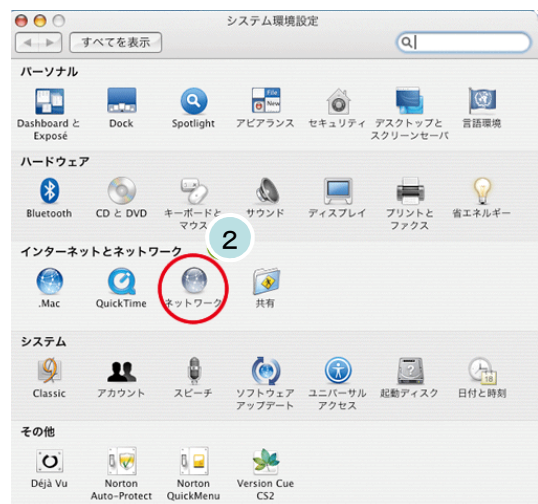 システム環境設定
すべてを表示
パーソナル
Dashboard と Exposé
Dock
Spotlight
File
New
アピアランス
セキュリティ
デスクトップと スクリーンセーバ
言語環境
ハードウェア
Bluetooth
CD と DVD
キーボードと マウス
サウンド
ディスプレイ
プリントと ファクス
省エネルギー
2
インターネットとネットワーク
.Mac
QuickTime
ネットワーク
共有
システム
9
Classic
アカウント
スピーチ
ソフトウェア アップデート
ユニバーサル アクセス
?
起動ディスク
18
日付と時刻
その他
Déjà Vu
Norton Auto-Protect
Norton QuickMenu
Version Cue CS2